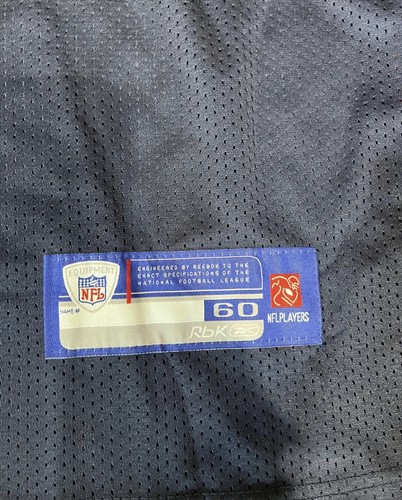 EQUIPMENT
NFL
ENGINEERED BY REEBOK TO THE
EXACT SPECIFICATIONS OF THE
NATIONAL FOOTBALL LEAGUE
60
RbK
NFLPLAYERS